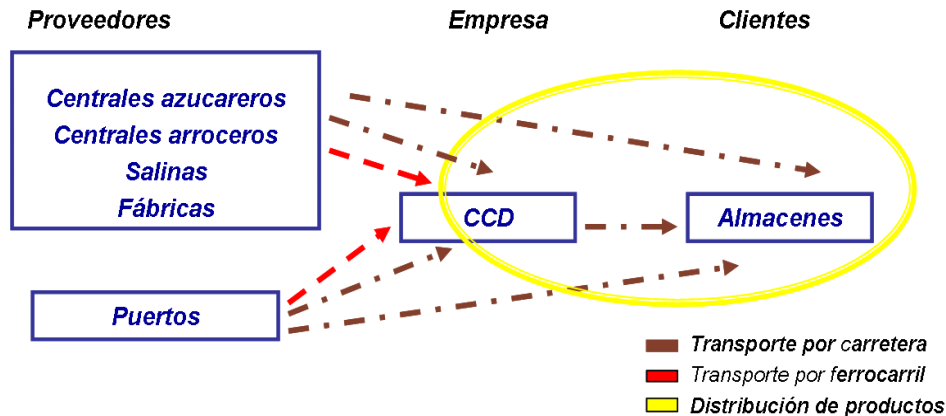 Proveedores
Empresa
Clientes
Centrales azucareros
Centrales arroceros
Salinas
Fábricas
CCD
Almacenes
Puertos
Transporte por carretera
Transporte por ferrocarril
Distribución de productos